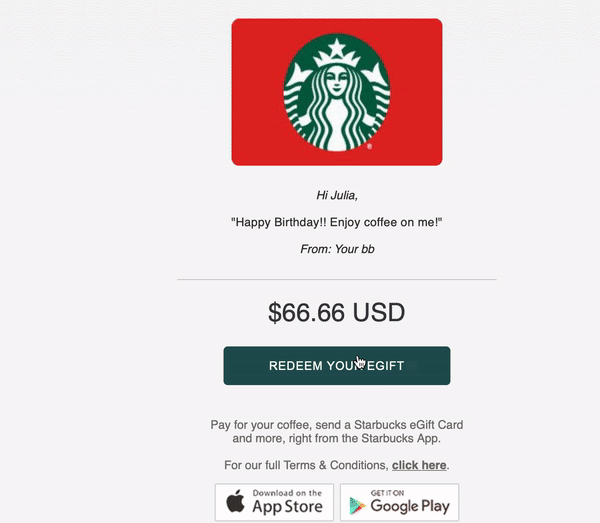 Hi Julia,
"Happy Birthday!! Enjoy coffee on me!"
From: Your bb
$66.66 USD
REDEEM YOUR EGIFT
Pay for your coffee, send a Starbucks eGift Card
and more, right from the Starbucks App.
For our full Terms & Conditions, click here.
Download on the
App Store
GET IT ON
Google Play